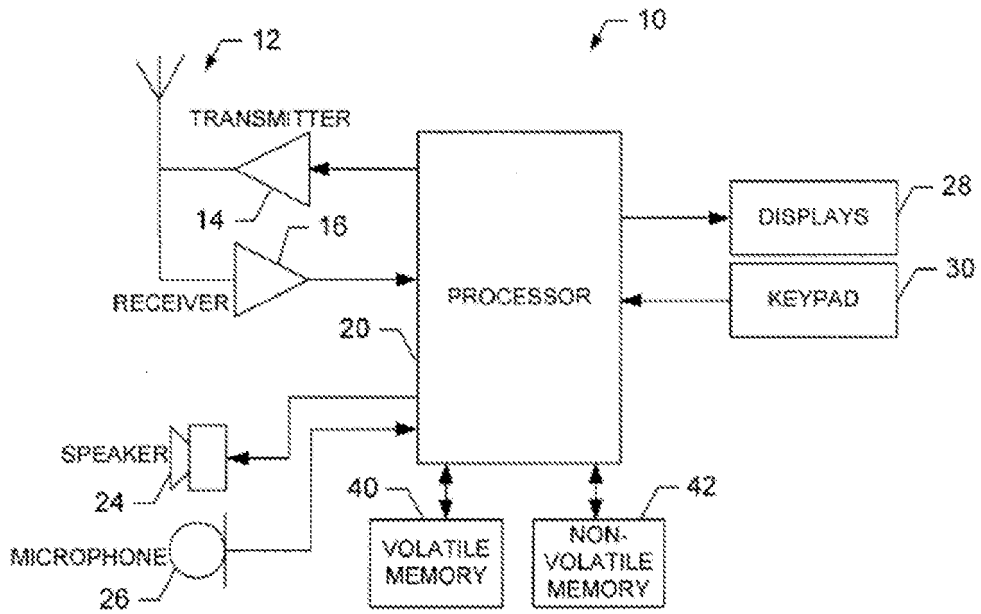 10
12
TRANSMITTER
14
16
RECEIVER
PROCESSOR
20
DISPLAYS
28
KEYPAD
30
SPEAKER
24
MICROPHONE
26
40
VOLATILE
MEMORY
42
NON-
VOLATILE
MEMORY